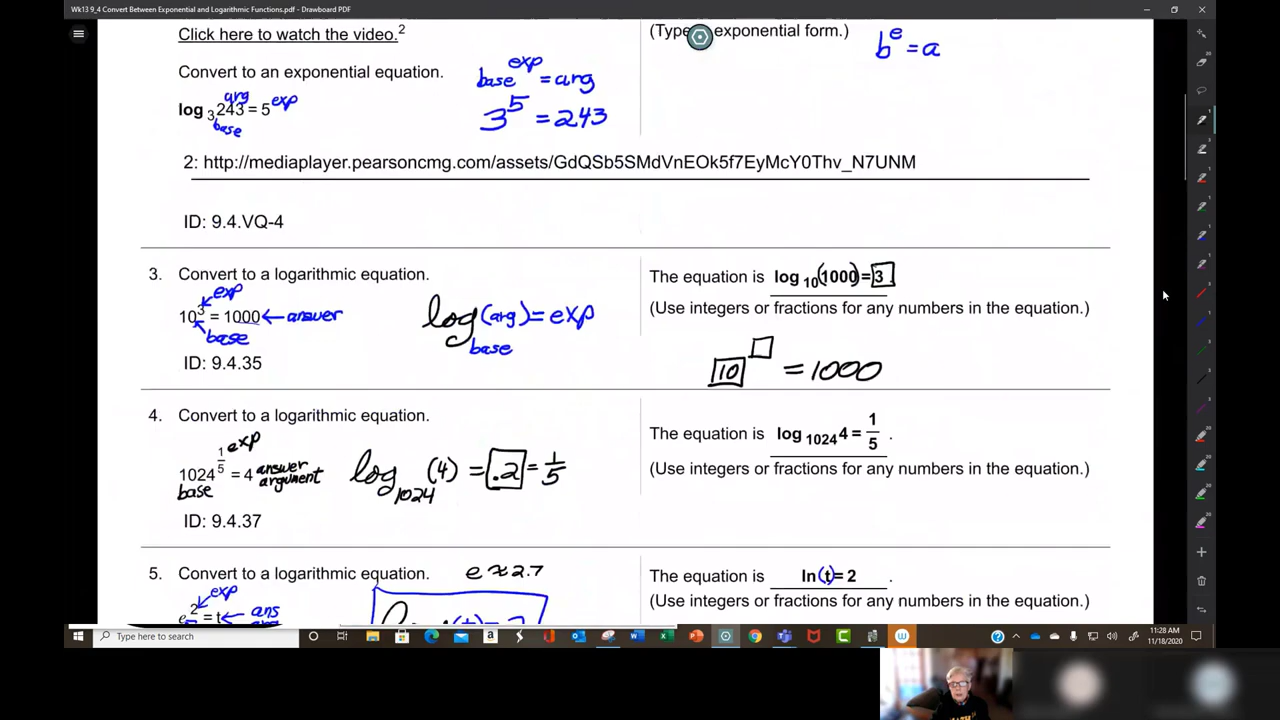 Wk13 9_4 Convert Between Exponential and Logarithmic Functions.pdf - Drawboard PDF
Click here to watch the video.2
Convert to an exponential equation.
log 3 243 = 5
arg
exp
base
base exp = arg
3^5 = 243
(Type exponential form.)
b^e = a
2: http://mediaplayer.pearsoncmg.com/assets/GdQSb5SMdVnEOk5f7EyMcY0Thv_N7UNM
ID: 9.4.VQ-4
3. Convert to a logarithmic equation.
exp
10^3 = 1000 ← answer
base
ID: 9.4.35
log base (arg) = exp
The equation is log 10 (1000) = 3.
(Use integers or fractions for any numbers in the equation.)
10 = 1000
4. Convert to a logarithmic equation.
exp
1024^1/5 = 4 answer
argument
base
ID: 9.4.37
log 1024 (4) = .2 = 1/5
The equation is log 1024 4 = 1/5.
(Use integers or fractions for any numbers in the equation.)
5. Convert to a logarithmic equation.
e ≈ 2.7
exp
e^2 = t ← ans
The equation is ln(t) = 2.
(Use integers or fractions for any numbers in the equation.)
Type here to search
11:28 AM
11/18/2020